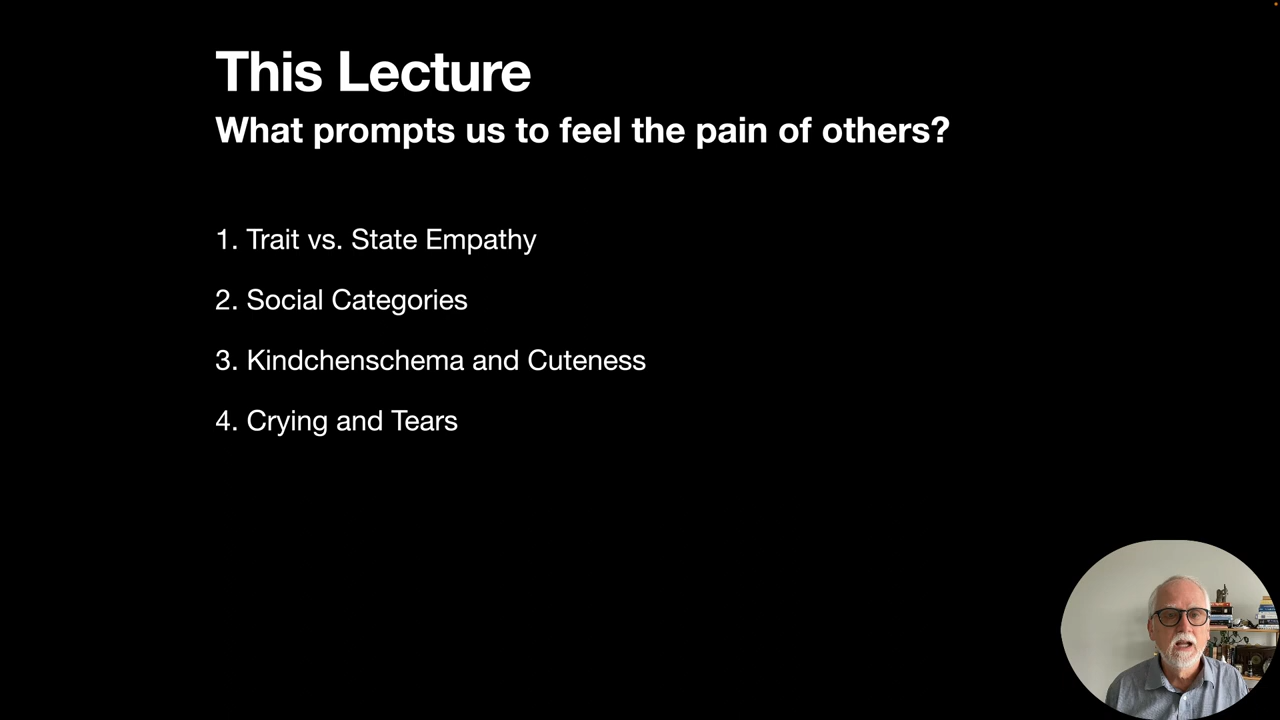 This Lecture
What prompts us to feel the pain of others?
1. Trait vs. State Empathy
2. Social Categories
3. Kindchenschema and Cuteness
4. Crying and Tears